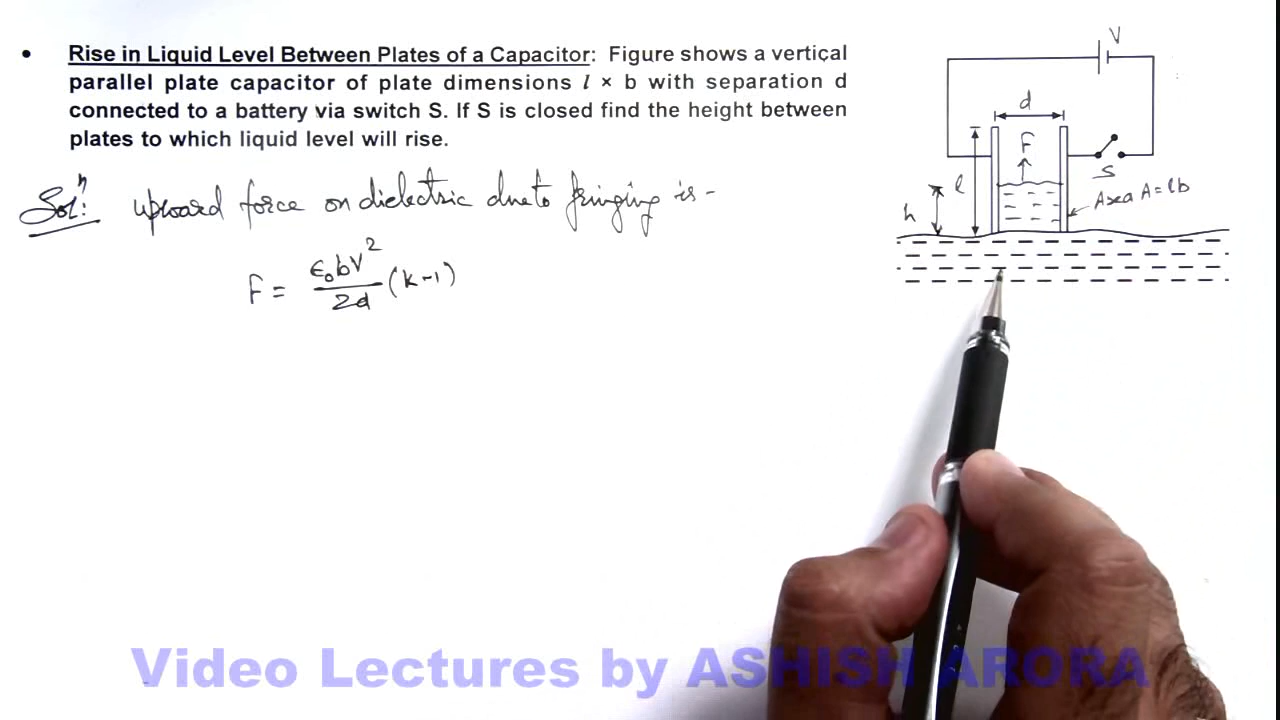 • Rise in Liquid Level Between Plates of a Capacitor: Figure shows a vertical
parallel plate capacitor of plate dimensions l × b with separation d
connected to a battery via switch S. If S is closed find the height between
plates to which liquid level will rise.
Solⁿ: upward force on dielectric due to fringing is -
F = ε₀bV²/2d (k-1)
V
d
F
S
l
Area A = lb
h
Video Lectures by ASHISH ARORA